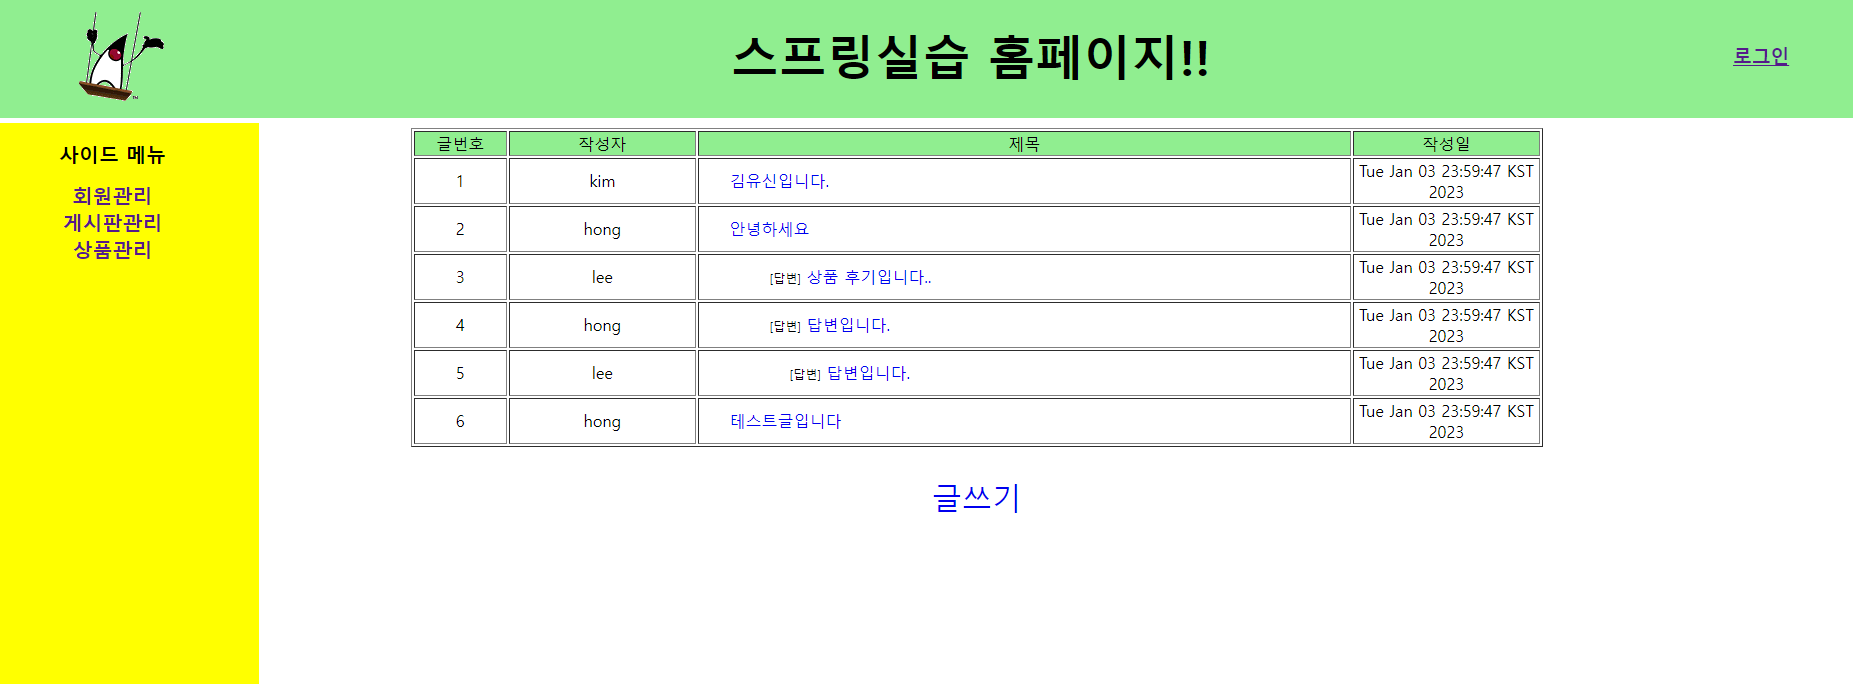 스프링실습 홈페이지!!
로그인
사이드 메뉴
회원관리
게시판관리
상품관리
글번호 작성자 제목 작성일
1 kim 김유신입니다. Tue Jan 03 23:59:47 KST
2023
2 hong 안녕하세요 Tue Jan 03 23:59:47 KST
2023
3 lee [답변] 상품 후기입니다.. Tue Jan 03 23:59:47 KST
2023
4 hong [답변] 답변입니다. Tue Jan 03 23:59:47 KST
2023
5 lee [답변] 답변입니다. Tue Jan 03 23:59:47 KST
2023
6 hong 테스트글입니다 Tue Jan 03 23:59:47 KST
2023
글쓰기